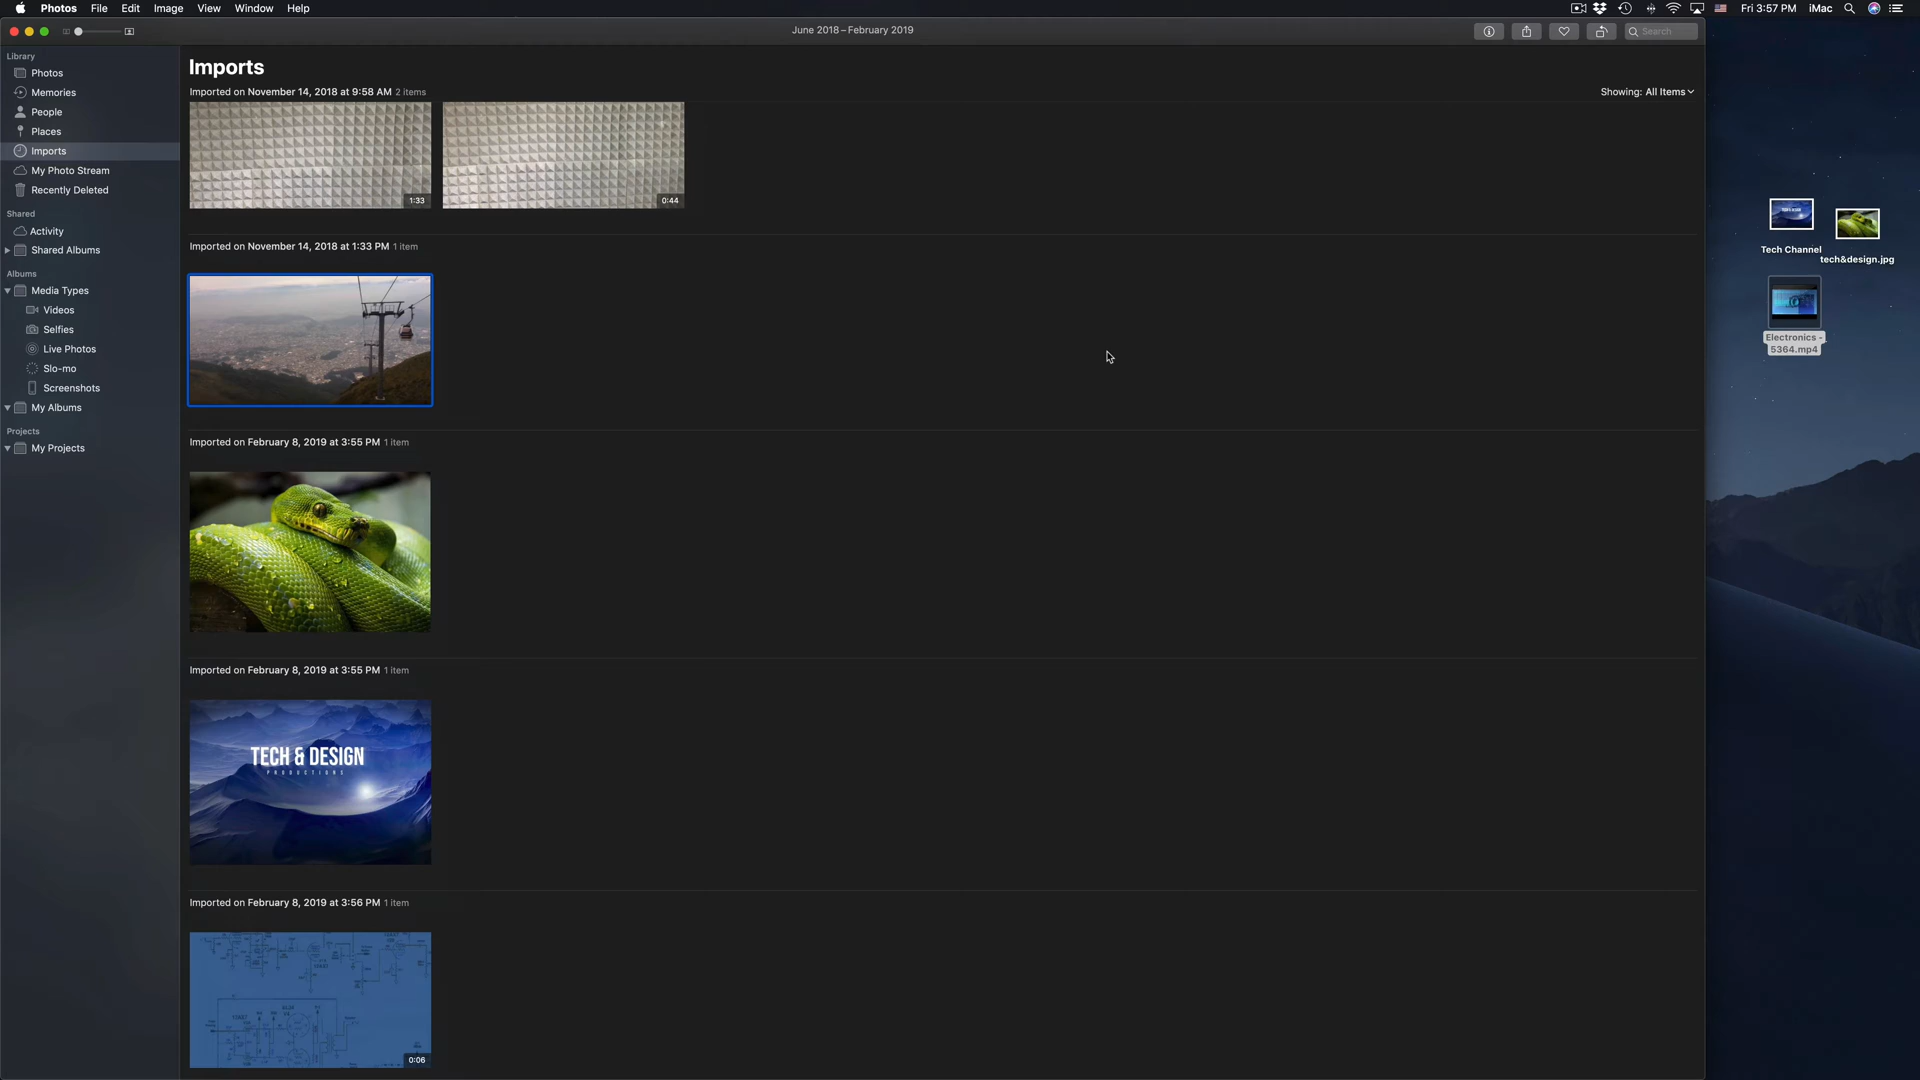 Photos File Edit Image View Window Help
Fri 3:57 PM iMac
June 2018 – February 2019
Search
Library
Photos
Memories
People
Places
Imports
My Photo Stream
Recently Deleted
Shared
Activity
Shared Albums
Albums
Media Types
Videos
Selfies
Live Photos
Slo-mo
Screenshots
My Albums
Projects
My Projects
Imports
Imported on November 14, 2018 at 9:58 AM 2 items
Showing: All Items
1:33
0:44
Imported on November 14, 2018 at 1:33 PM 1 item
Imported on February 8, 2019 at 3:55 PM 1 item
Imported on February 8, 2019 at 3:55 PM 1 item
TECH & DESIGN
PRODUCTIONS
Imported on February 8, 2019 at 3:56 PM 1 item
0:06
Tech Channel
tech&design.jpg
Electronics -
5364.mp4